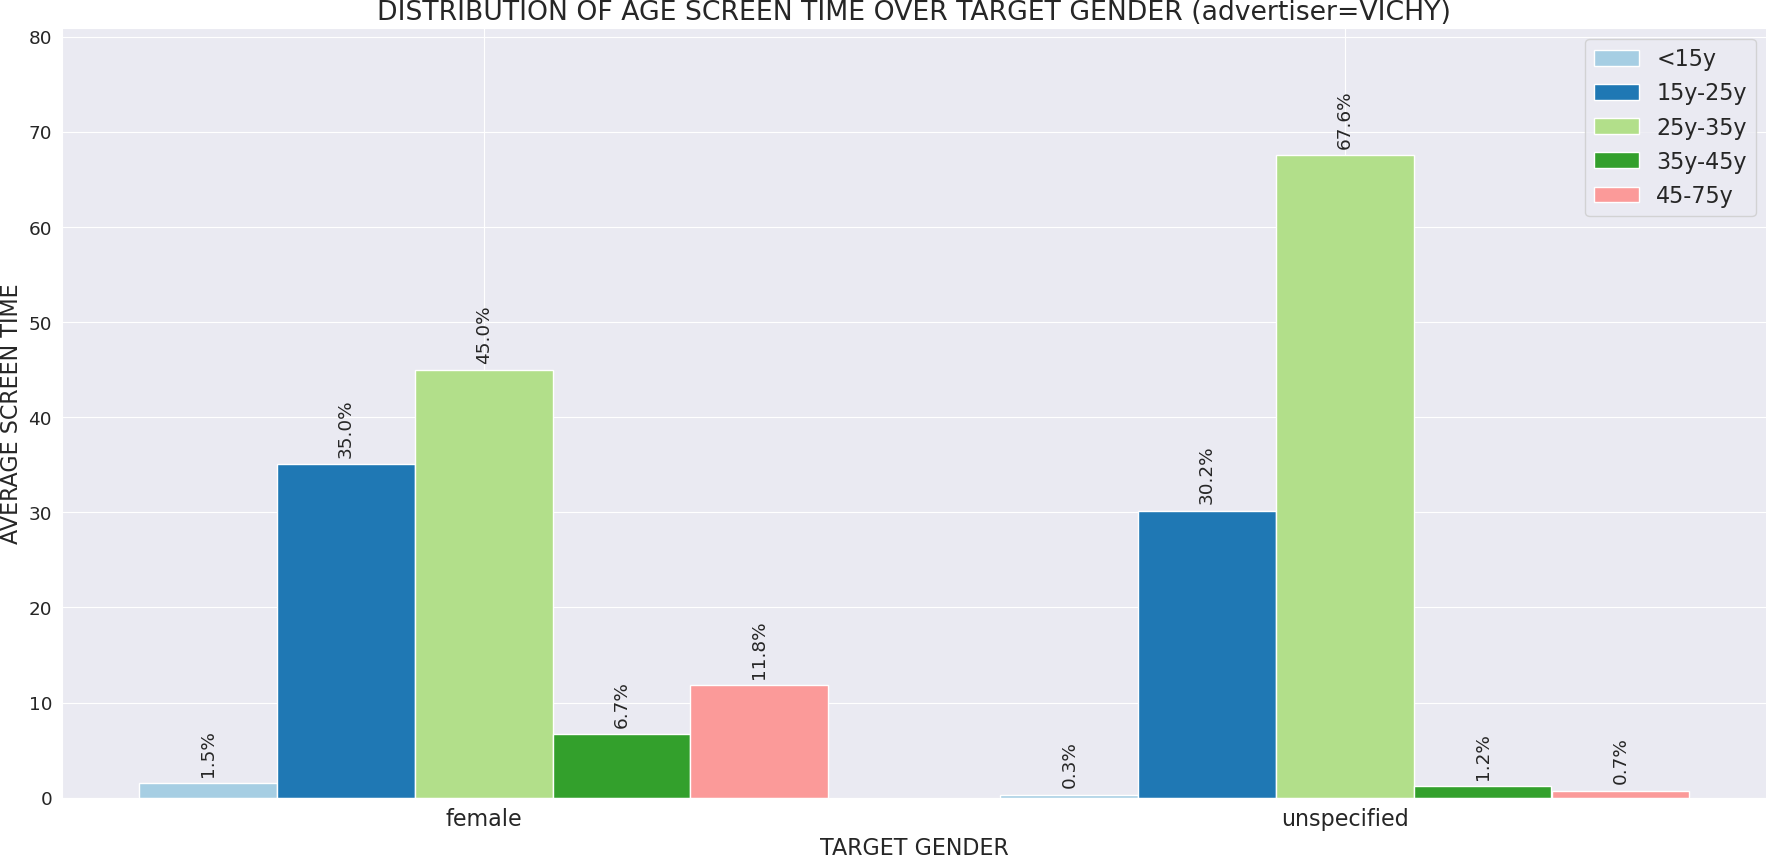 DISTRIBUTION OF AGE SCREEN TIME OVER TARGET GENDER (advertiser=VICHY)
80
70
60
50
40
30
20
10
0
AVERAGE SCREEN TIME
<15y
15y-25y
25y-35y
35y-45y
45-75y
1.5%
35.0%
45.0%
6.7%
11.8%
0.3%
30.2%
67.6%
1.2%
0.7%
female
unspecified
TARGET GENDER